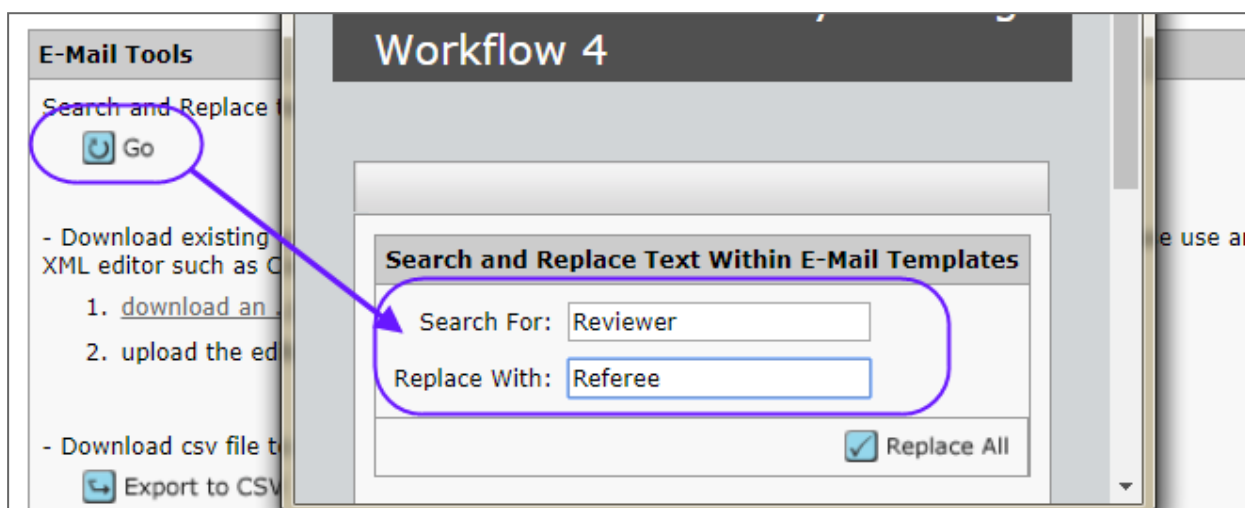 Workflow 4
E-Mail Tools
Search and Replace
Go
- Download existing
XML editor such as
1. download an
2. upload the
- Download csv file
Export to CSV
Search and Replace Text Within E-Mail Templates
Search For: Reviewer
Replace With: Referee
Replace All
use